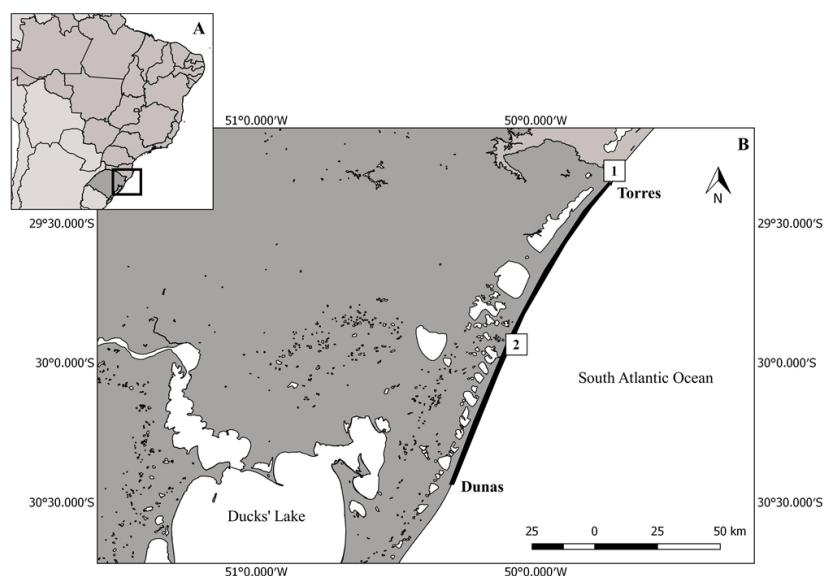 A
51°0.000'W
50°0.000'W
B
1
Torres
N
29°30.000'S
29°30.000'S
2
30°0.000'S
30°0.000'S
South Atlantic Ocean
30°30.000'S
Dunas
30°30.000'S
Ducks' Lake
25 0 25 50 km
51°0.000'W
50°0.000'W